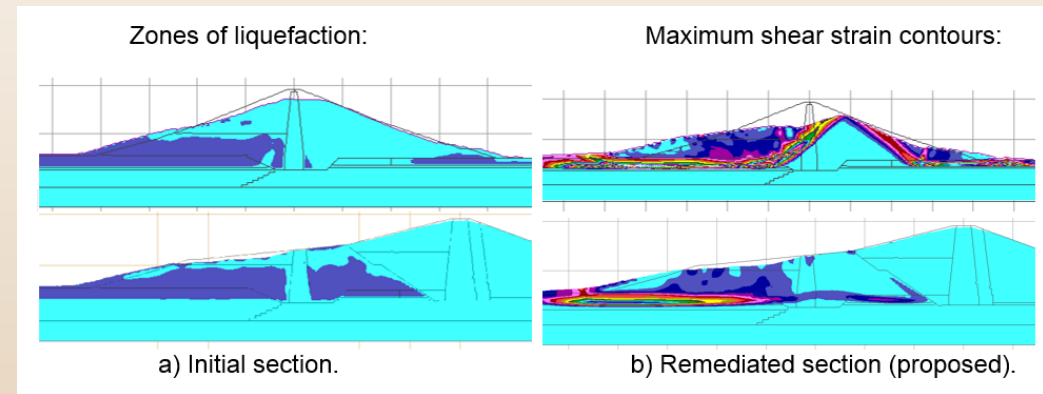 Zones of liquefaction:
Maximum shear strain contours:
a) Initial section.
b) Remediated section (proposed).